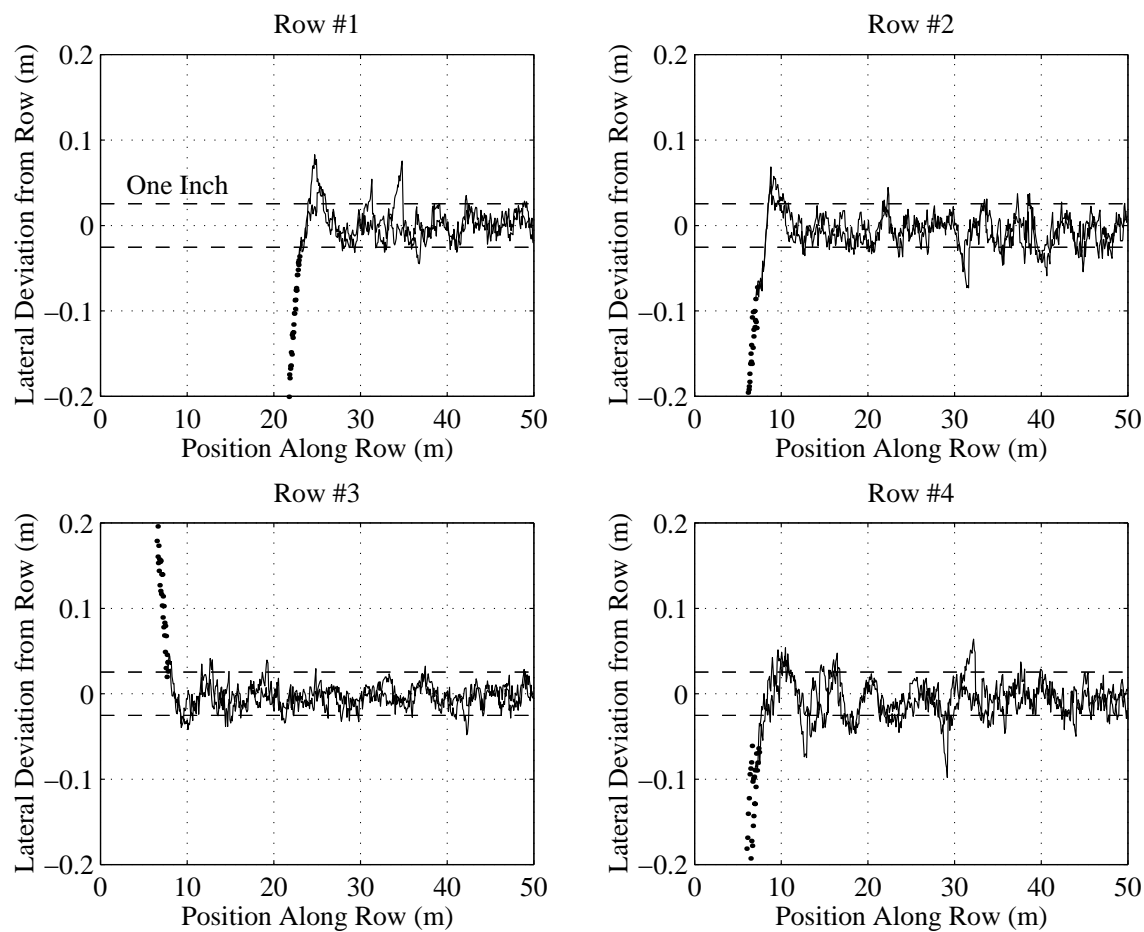 Row #1
Lateral Deviation from Row (m)
0.2
0.1
0
−0.1
−0.2
One Inch
0 10 20 30 40 50
Position Along Row (m)
Row #2
Lateral Deviation from Row (m)
0.2
0.1
0
−0.1
−0.2
0 10 20 30 40 50
Position Along Row (m)
Row #3
Lateral Deviation from Row (m)
0.2
0.1
0
−0.1
−0.2
0 10 20 30 40 50
Position Along Row (m)
Row #4
Lateral Deviation from Row (m)
0.2
0.1
0
−0.1
−0.2
0 10 20 30 40 50
Position Along Row (m)